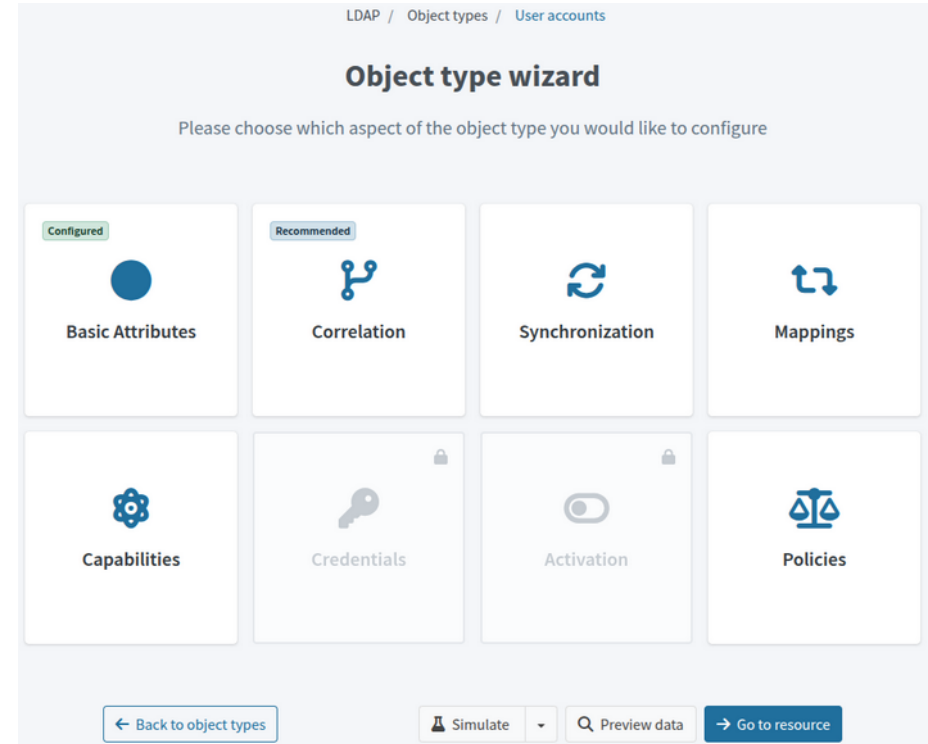 LDAP / Object types / User accounts
Object type wizard
Please choose which aspect of the object type you would like to configure
Configured
Basic Attributes
Recommended
Correlation
Synchronization
Mappings
Capabilities
Credentials
Activation
Policies
Back to object types
Simulate
Preview data
Go to resource